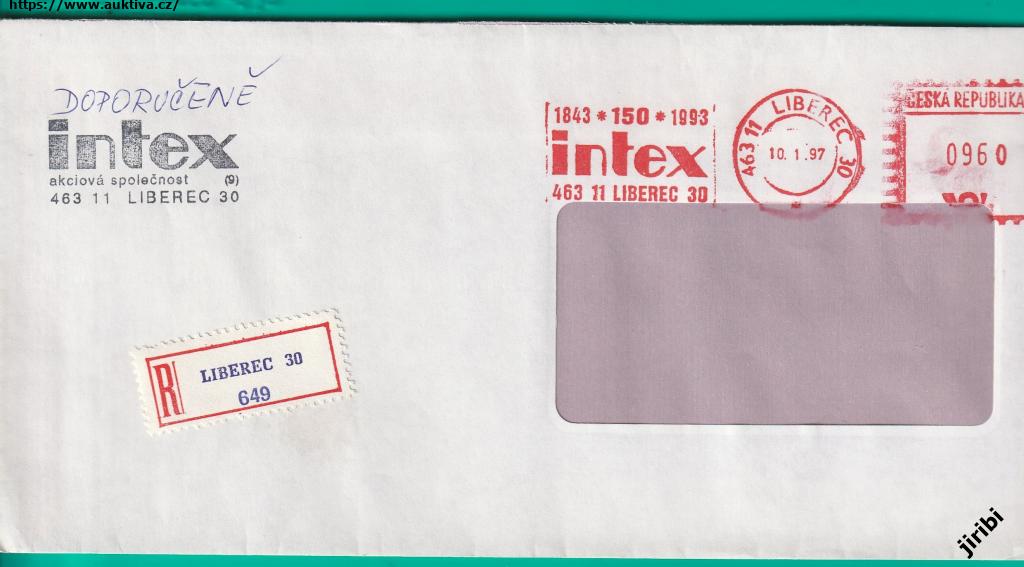 https://www.auktiva.cz/
DOPORUČENĚ
intex
akciová společnost (9)
463 11 LIBEREC 30
1843 * 150 * 1993
intex
463 11 LIBEREC 30
463 11 LIBEREC 30
10. 1. 97
ČESKÁ REPUBLIKA
0960
R
LIBEREC 30
649
jiribi